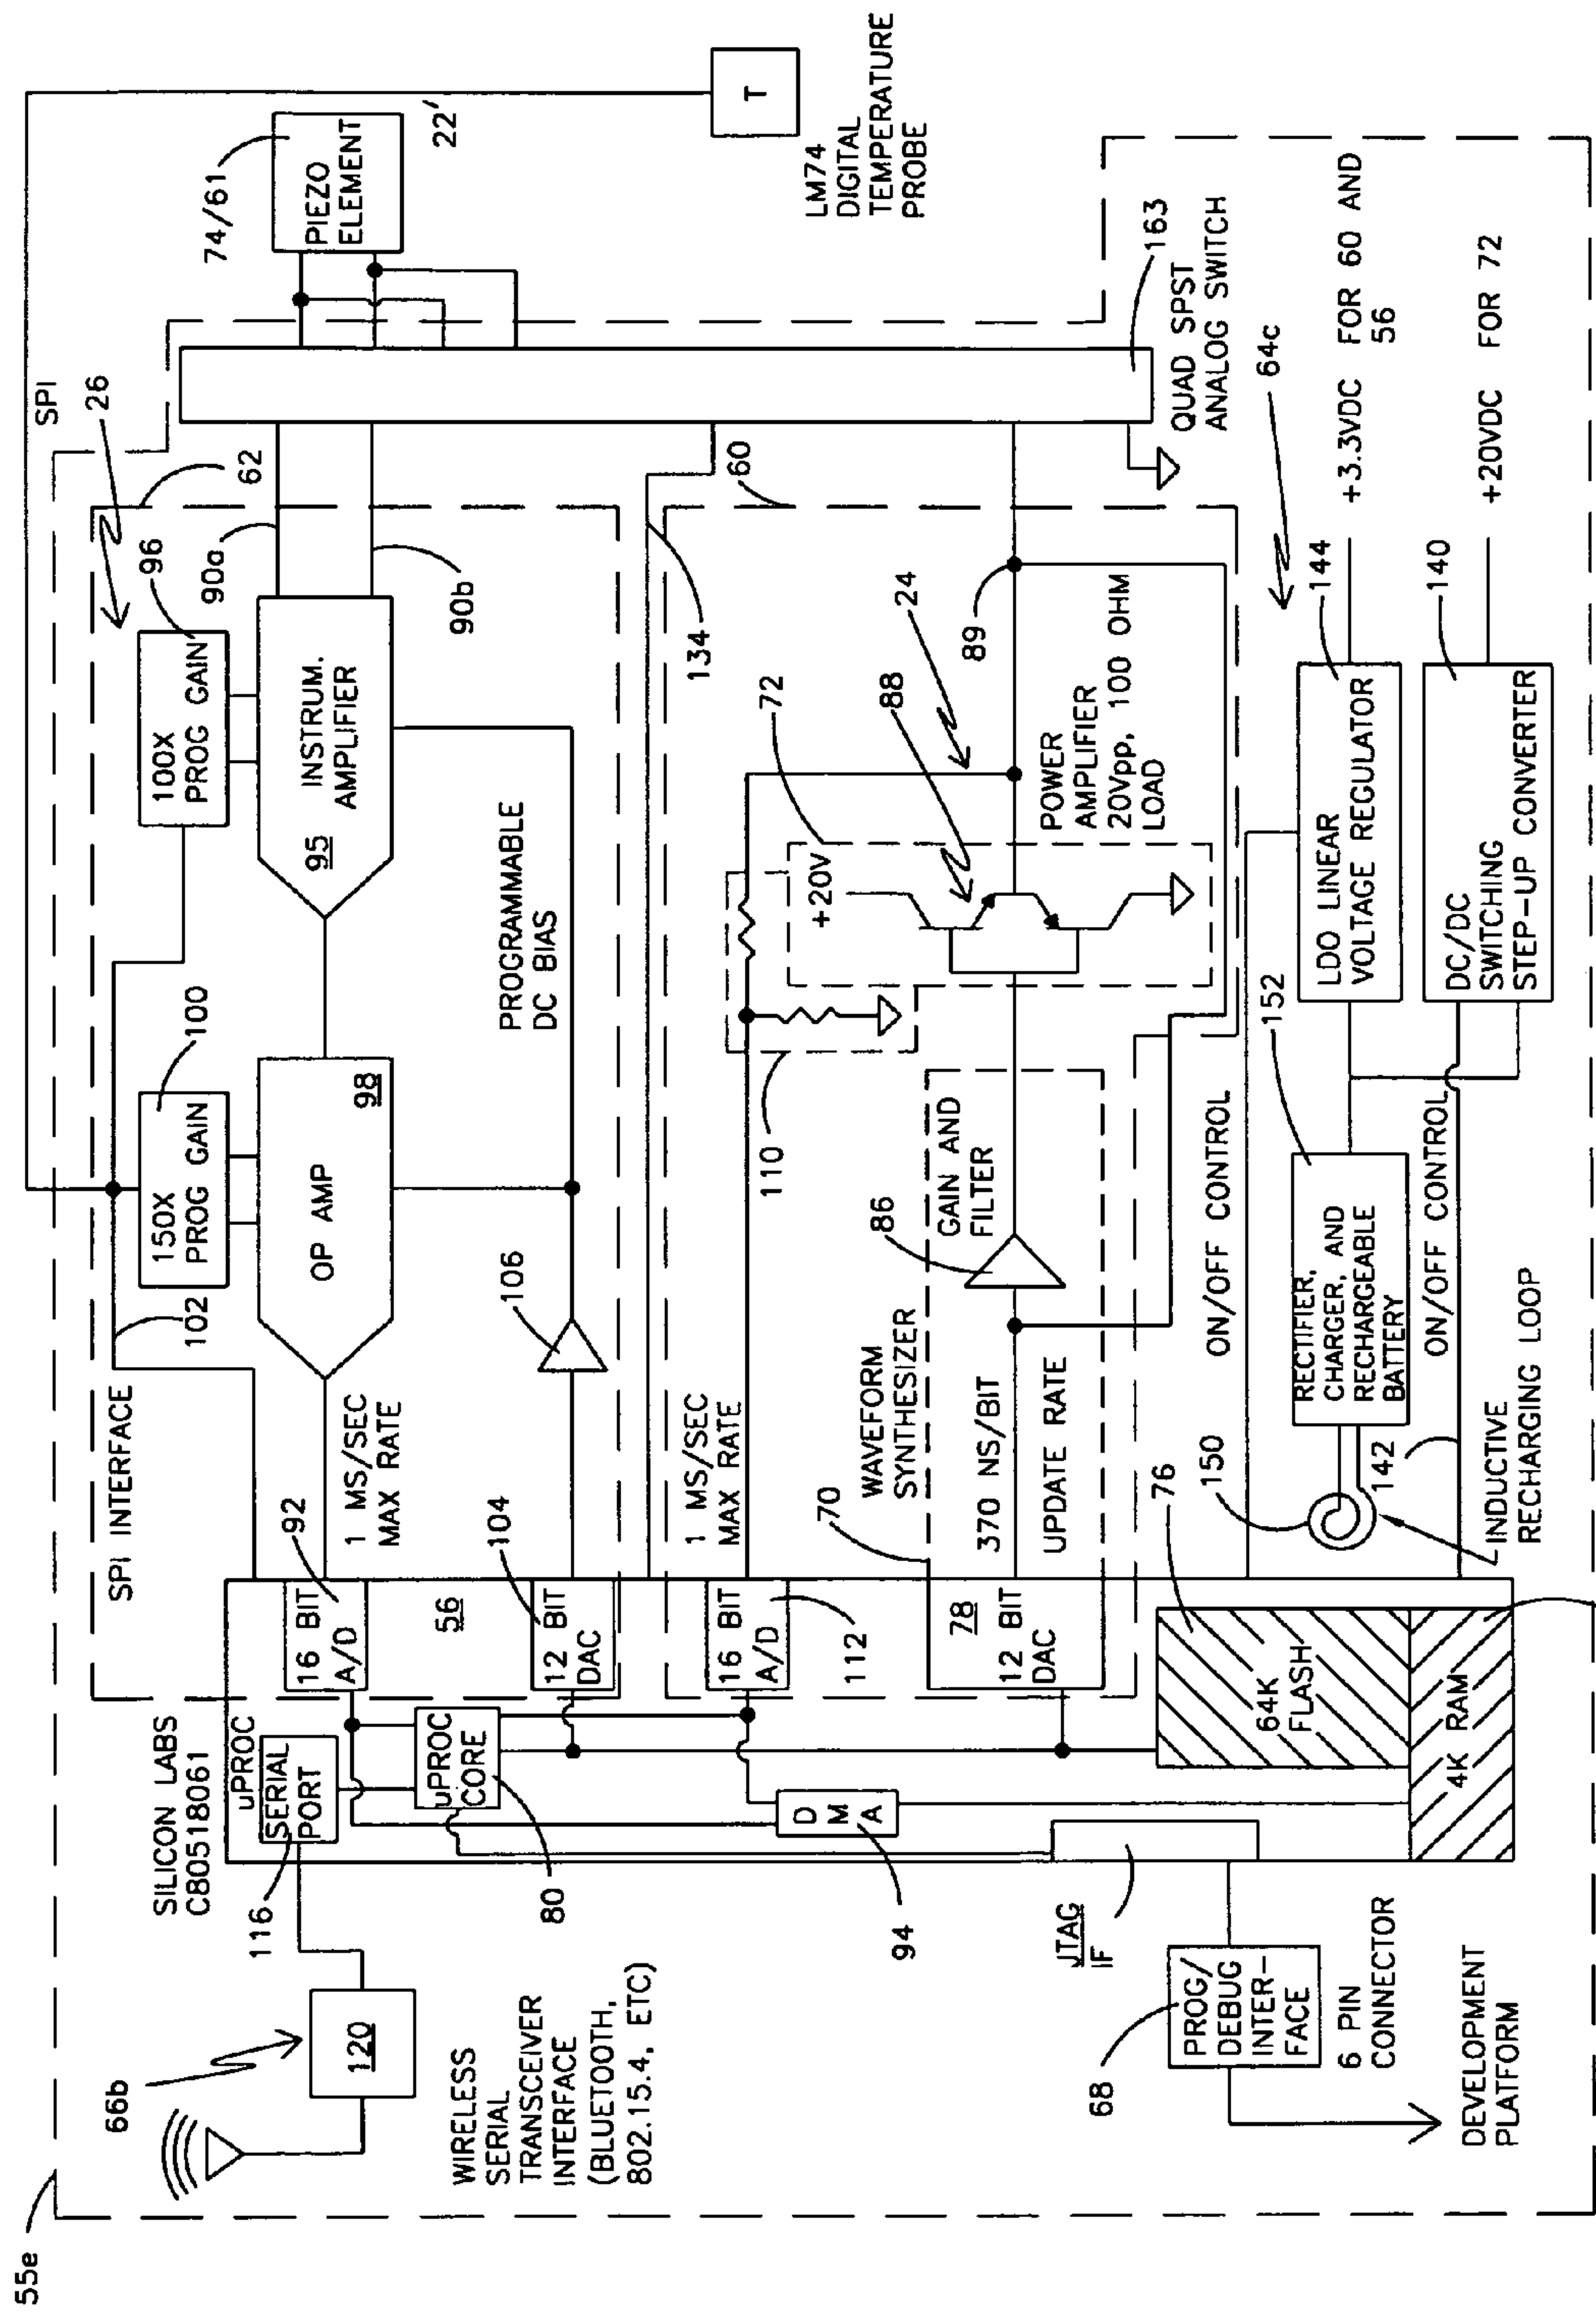 55e
66b
120
WIRELESS
SERIAL
TRANSCEIVER
INTERFACE
(BLUETOOTH,
802.15.4, ETC)
68
PROG/
DEBUG
INTER-
FACE
6 PIN
CONNECTOR
DEVELOPMENT
PLATFORM
SILICON LABS
C80518061
116
uPROC
SERIAL
PORT
uPROC
CORE
80
D
M
A
94
JTAG
IF
16 BIT
A/D
92
56
104
12 BIT
DAC
16 BIT
A/D
112
78
12 BIT
DAC
64K
FLASH
4K RAM
76
SPI INTERFACE
102
1 MS/SEC
MAX RATE
106
1 MS/SEC
MAX RATE
WAVEFORM
SYNTHESIZER
70
370 NS/BIT
UPDATE RATE
86
GAIN AND
FILTER
110
150X
PROG GAIN
100
OP AMP
98
PROGRAMMABLE
DC BIAS
100X
PROG GAIN
96
INSTRUM.
AMPLIFIER
95
26
62
90a
90b
SPI
134
60
72
+20V
88
24
89
POWER
AMPLIFIER
20Vpp, 100 OHM
LOAD
74/61
PIEZO
ELEMENT
22'
T
LM74
DIGITAL
TEMPERATURE
PROBE
163
QUAD SPST
ANALOG SWITCH
64c
ON/OFF CONTROL
150
RECTIFIER,
CHARGER, AND
RECHARGEABLE
BATTERY
152
142
INDUCTIVE
RECHARGING LOOP
ON/OFF CONTROL
LDO LINEAR
VOLTAGE REGULATOR
144
+3.3VDC FOR 60 AND
56
DC/DC
SWITCHING
STEP-UP CONVERTER
140
+20VDC FOR 72